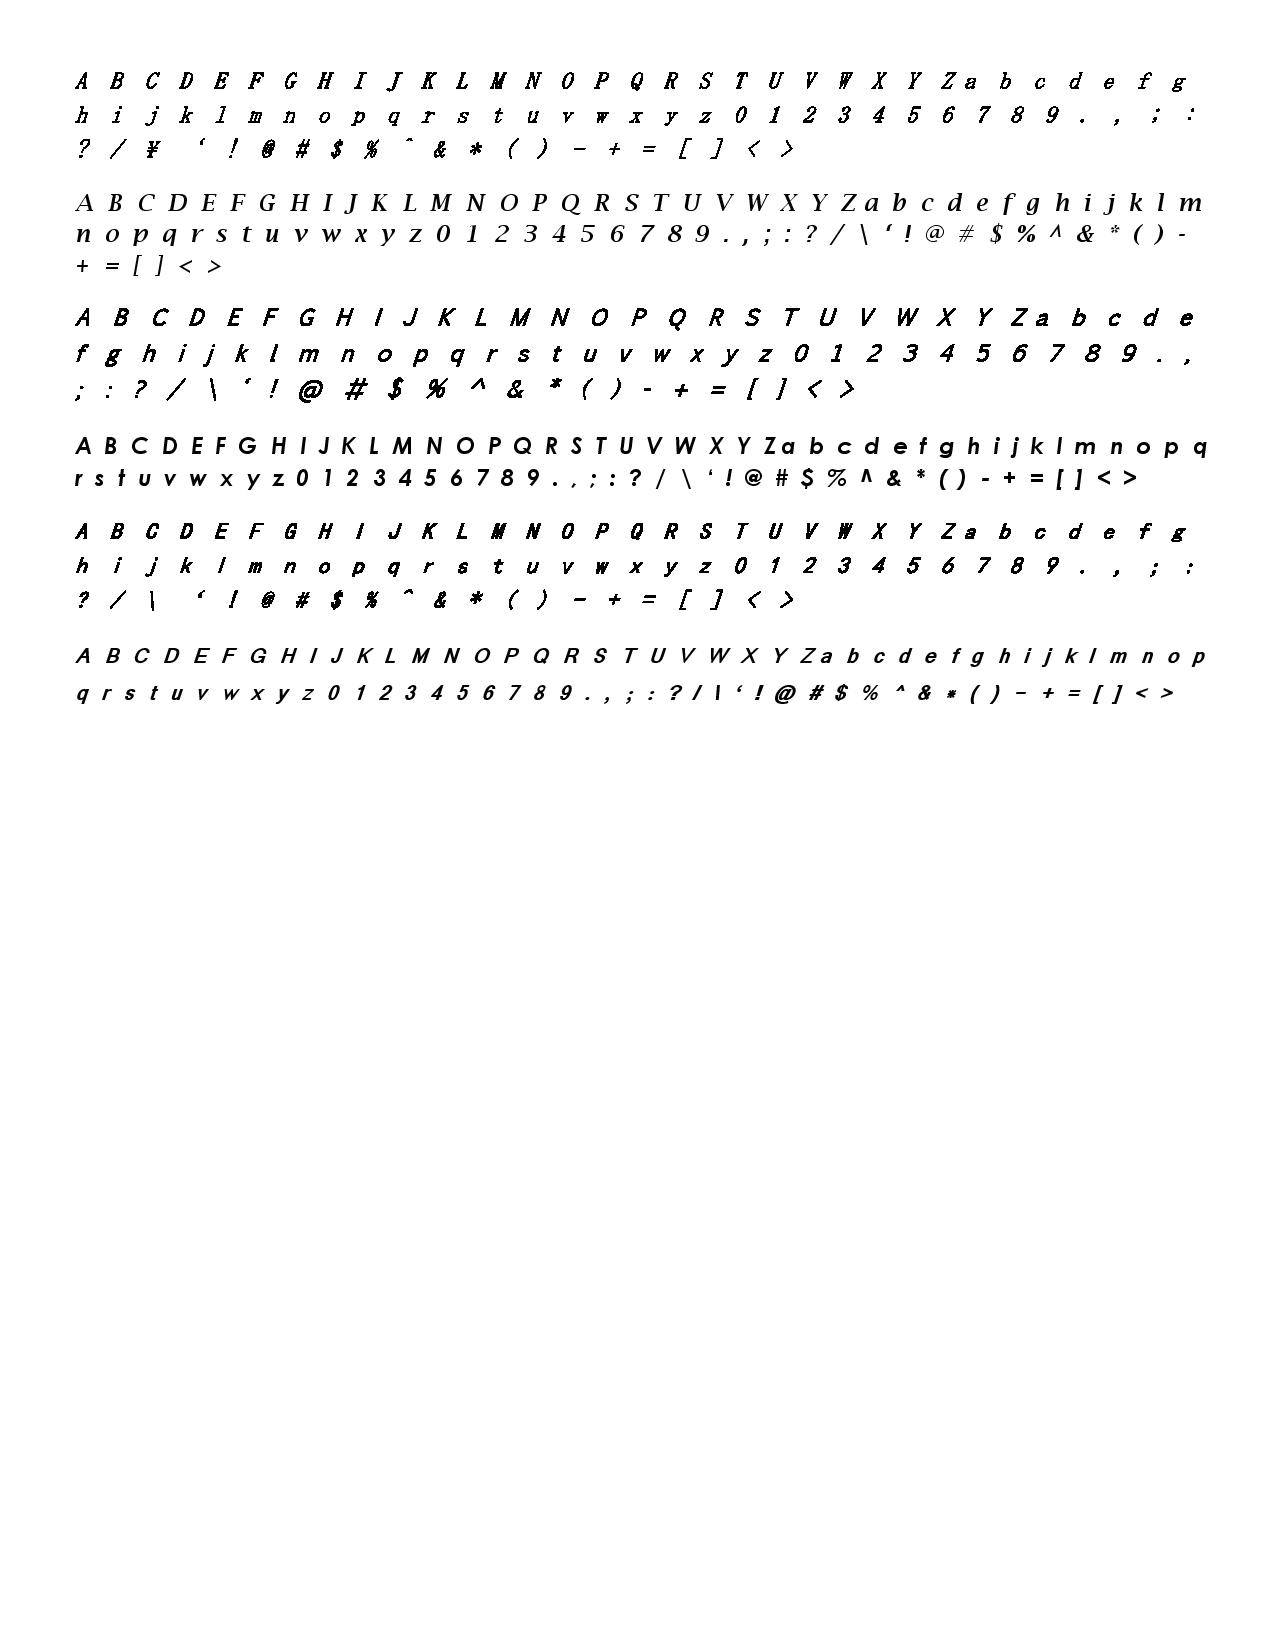 A B C D E F G H I J K L M N O P Q R S T U V W X Y Z a b c d e f g
h i j k l m n o p q r s t u v w x y z 0 1 2 3 4 5 6 7 8 9 . , ; :
? / ¥ ‘ ! @ # $ % ^ & * ( ) - + = [ ] < >
A B C D E F G H I J K L M N O P Q R S T U V W X Y Z a b c d e f g h i j k l m
n o p q r s t u v w x y z 0 1 2 3 4 5 6 7 8 9 . , ; : ? / \ ‘ ! @ # $ % ^ & * ( ) -
+ = [ ] < >
A B C D E F G H I J K L M N O P Q R S T U V W X Y Z a b c d e
f g h i j k l m n o p q r s t u v w x y z 0 1 2 3 4 5 6 7 8 9 . ,
; : ? / \ ‘ ! @ # $ % ^ & * ( ) - + = [ ] < >
A B C D E F G H I J K L M N O P Q R S T U V W X Y Z a b c d e f g h i j k l m n o p q
r s t u v w x y z 0 1 2 3 4 5 6 7 8 9 . , ; : ? / \ ‘ ! @ # $ % ^ & * ( ) - + = [ ] < >
A B C D E F G H I J K L M N O P Q R S T U V W X Y Z a b c d e f g
h i j k l m n o p q r s t u v w x y z 0 1 2 3 4 5 6 7 8 9 . , ; :
? / \ ‘ ! @ # $ % ^ & * ( ) - + = [ ] < >
A B C D E F G H I J K L M N O P Q R S T U V W X Y Z a b c d e f g h i j k l m n o p
q r s t u v w x y z 0 1 2 3 4 5 6 7 8 9 . , ; : ? / \ ‘ ! @ # $ % ^ & * ( ) - + = [ ] < >